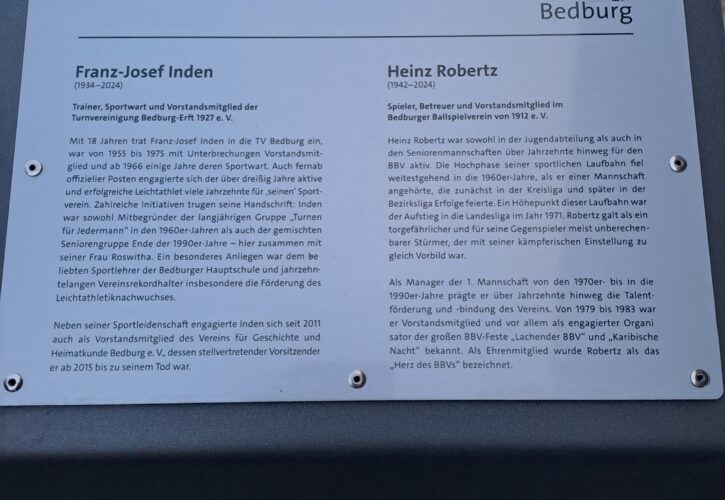 Bedburg
Franz-Josef Inden
(1934–2024)
Trainer, Sportwart und Vorstandsmitglied der
Turnvereinigung Bedburg-Erft 1927 e. V.
Mit 18 Jahren trat Franz-Josef Inden in die TV Bedburg ein,
war von 1955 bis 1975 mit Unterbrechungen Vorstandsmit-
glied und ab 1966 einige Jahre deren Sportwart. Auch fernab
offizieller Posten engagierte sich der über dreißig Jahre aktive
und erfolgreiche Leichtathlet viele Jahrzehnte für ‚seinen‘ Sport-
verein. Zahlreiche Initiativen trugen seine Handschrift: Inden
war sowohl Mitbegründer der langjährigen Gruppe „Turnen
für Jedermann“ in den 1960er-Jahren als auch der gemischten
Seniorengruppe Ende der 1990er-Jahre – hier zusammen mit
seiner Frau Roswitha. Ein besonderes Anliegen war dem be
liebten Sportlehrer der Bedburger Hauptschule und jahrzehn-
telangen Vereinsrekordhalter insbesondere die Förderung des
Leichtathletiknachwuchses.
Neben seiner Sportleidenschaft engagierte Inden sich seit 2011
auch als Vorstandsmitglied des Vereins für Geschichte und
Heimatkunde Bedburg e. V., dessen stellvertretender Vorsitzender
er ab 2015 bis zu seinem Tod war.
Heinz Robertz
(1942–2024)
Spieler, Betreuer und Vorstandsmitglied im
Bedburger Ballspielverein von 1912 e. V.
Heinz Robertz war sowohl in der Jugendabteilung als auch in
den Seniorenmannschaften über Jahrzehnte hinweg für den
BBV aktiv. Die Hochphase seiner sportlichen Laufbahn fiel
weitestgehend in die 1960er-Jahre, als er einer Mannschaft
angehörte, die zunächst in der Kreisliga und später in der
Bezirksliga Erfolge feierte. Ein Höhepunkt dieser Laufbahn war
der Aufstieg in die Landesliga im Jahr 1971. Robertz galt als ein
torgefährlicher und für seine Gegenspieler meist unberechen-
barer Stürmer, der mit seiner kämpferischen Einstellung zu
gleich Vorbild war.
Als Manager der 1. Mannschaft von den 1970er- bis in die
1990er-Jahre prägte er über Jahrzehnte hinweg die Talent-
förderung und -bindung des Vereins. Von 1979 bis 1983 war
er Vorstandsmitglied und vor allem als engagierter Organi
sator der großen BBV-Feste „Lachender BBV“ und „Karibische
Nacht“ bekannt. Als Ehrenmitglied wurde Robertz als das
„Herz des BBVs“ bezeichnet.